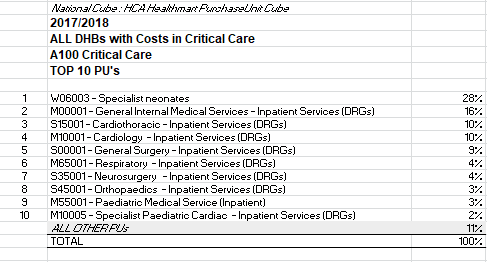 National Cube : HCA Healthmart PurchaseUnit Cube
2017/2018
ALL DHBs with Costs in Critical Care
A100 Critical Care
TOP 10 PU's
1 W06003 - Specialist neonates 28%
2 M00001 - General Internal Medical Services - Inpatient Services (DRGs) 16%
3 S15001 - Cardiothoracic - Inpatient Services (DRGs) 10%
4 M10001 - Cardiology - Inpatient Services (DRGs) 10%
5 S00001 - General Surgery - Inpatient Services (DRGs) 9%
6 M65001 - Respiratory - Inpatient Services (DRGs) 4%
7 S35001 - Neurosurgery - Inpatient Services (DRGs) 4%
8 S45001 - Orthopaedics - Inpatient Services (DRGs) 3%
9 M55001 - Paediatric Medical Service (Inpatient) 3%
10 M10005 - Specialist Paediatric Cardiac - Inpatient Services (DRGs) 2%
ALL OTHER PUs 11%
TOTAL 100%